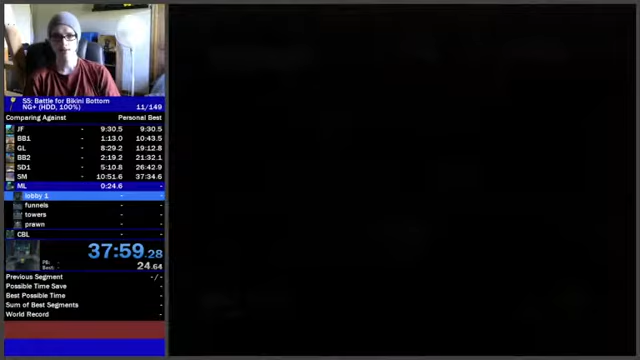 SS: Battle for Bikini Bottom
NG+ (HDD, 100%) 11/149
Comparing Against Personal Best
JF - 9:30.5 9:30.5
BB1 - 1:13.0 10:43.5
GL - 8:29.2 19:12.8
BB2 - 2:19.2 21:32.1
SD1 - 5:10.8 26:42.9
SM - 10:51.6 37:34.6
ML 0:24.6 -
lobby 1 - - -
funnels - - -
towers - - -
prawn - - -
CBL - - -
37:59.28
PB: -
Best: - 24.64
Previous Segment -/-
Possible Time Save -
Best Possible Time -
Sum of Best Segments -
World Record -